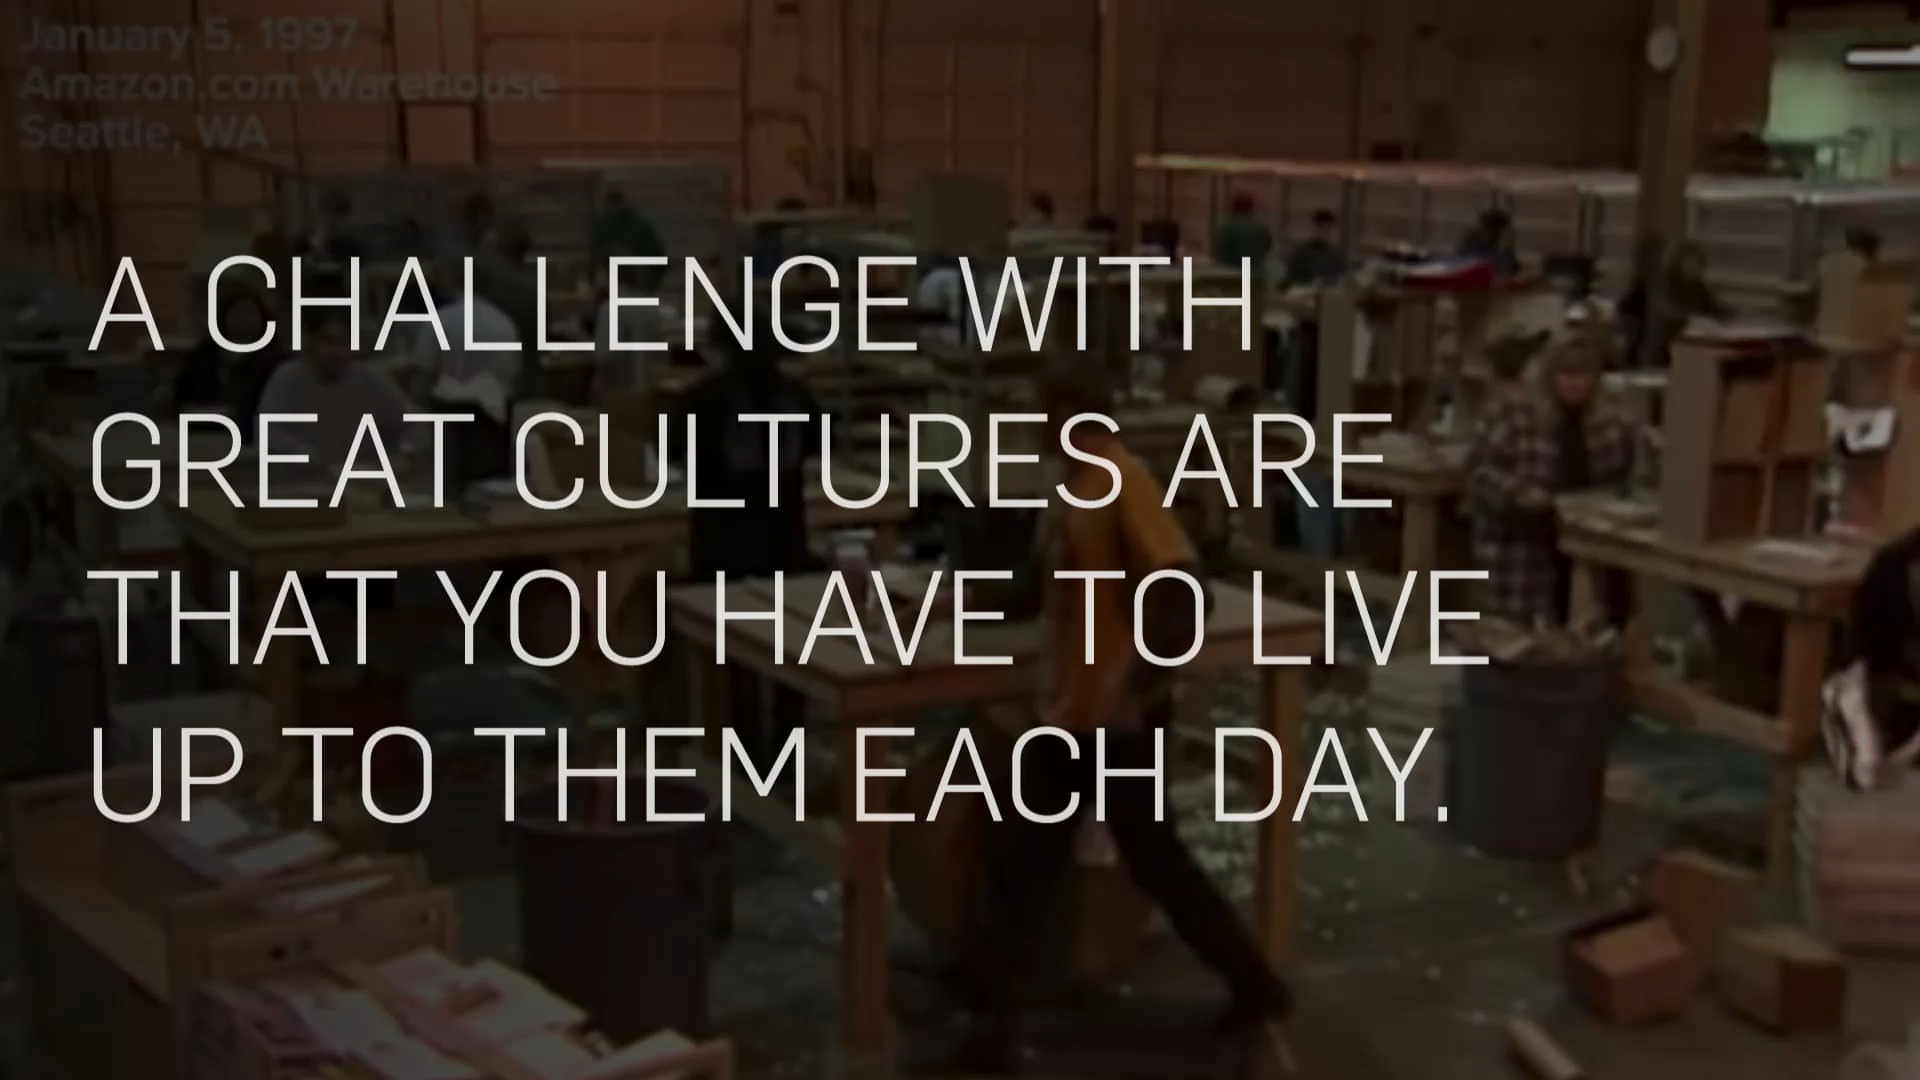 January 5, 1997
Amazon.com Warehouse
Seattle, WA
A CHALLENGE WITH
GREAT CULTURES ARE
THAT YOU HAVE TO LIVE
UP TO THEM EACH DAY.